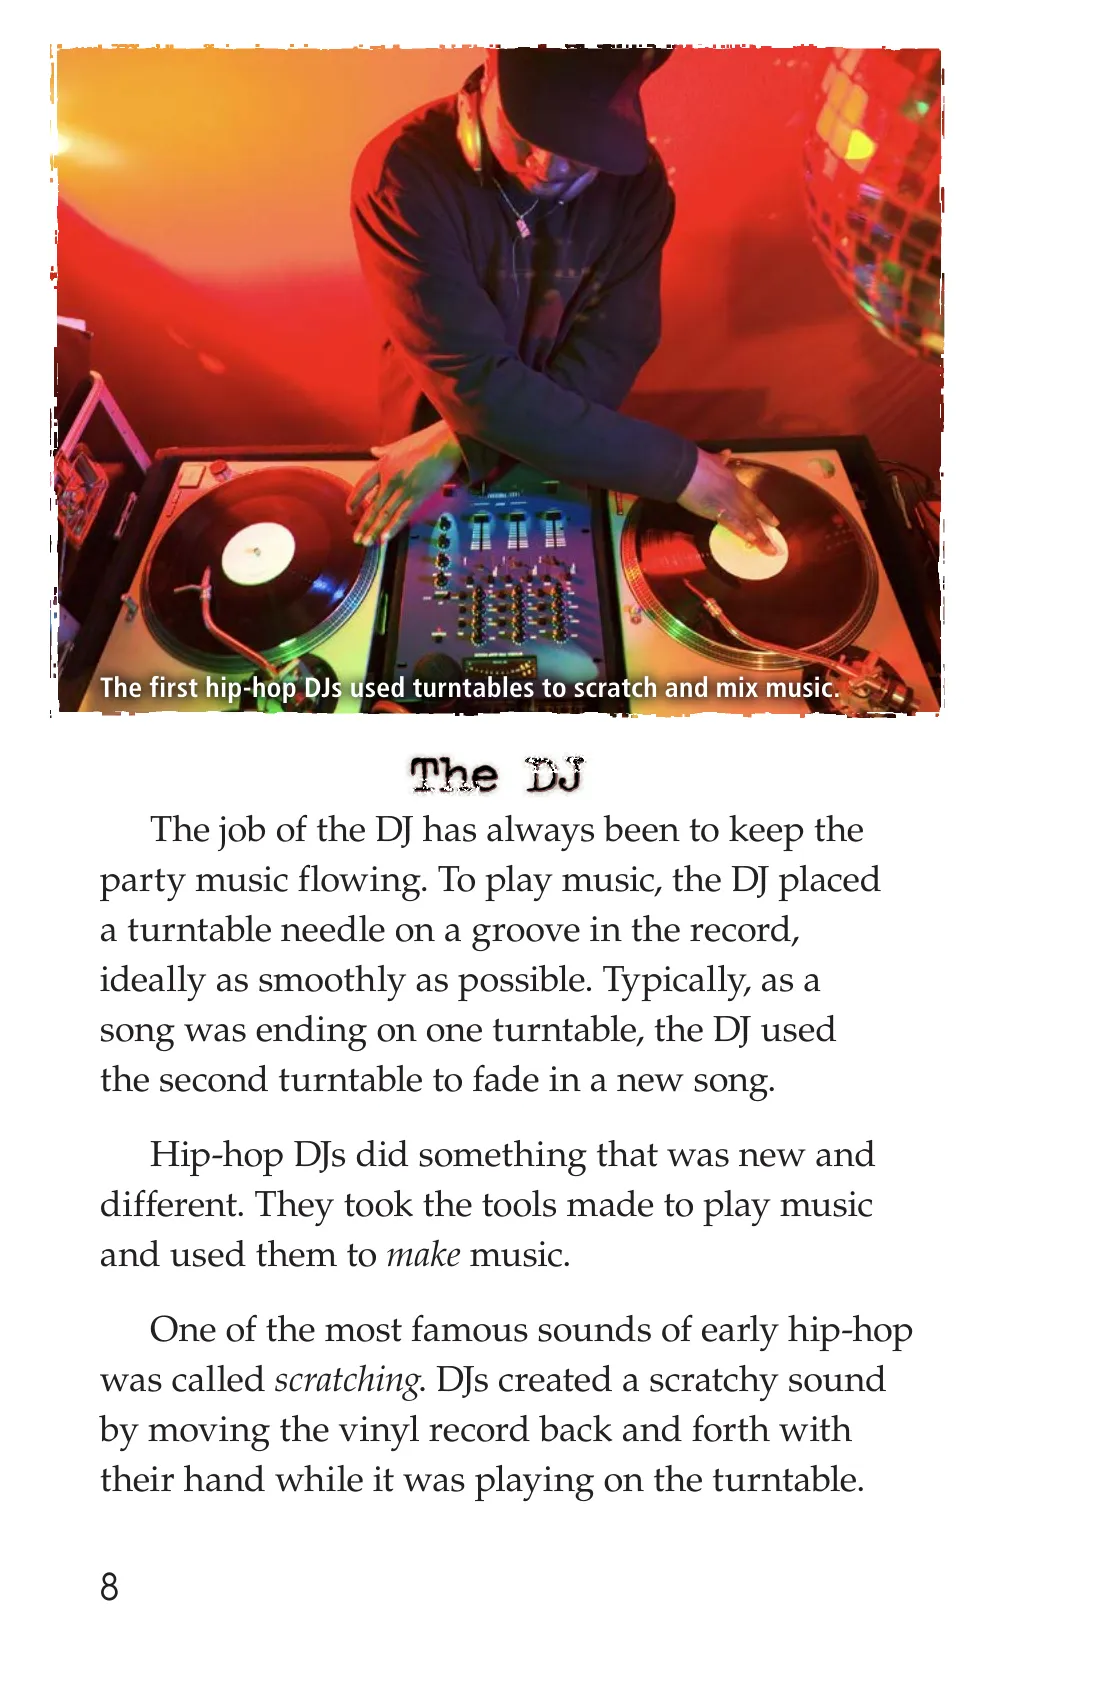 The first hip-hop DJs used turntables to scratch and mix music.
The DJ
The job of the DJ has always been to keep the
party music flowing. To play music, the DJ placed
a turntable needle on a groove in the record,
ideally as smoothly as possible. Typically, as a
song was ending on one turntable, the DJ used
the second turntable to fade in a new song.
Hip-hop DJs did something that was new and
different. They took the tools made to play music
and used them to make music.
One of the most famous sounds of early hip-hop
was called scratching. DJs created a scratchy sound
by moving the vinyl record back and forth with
their hand while it was playing on the turntable.
8